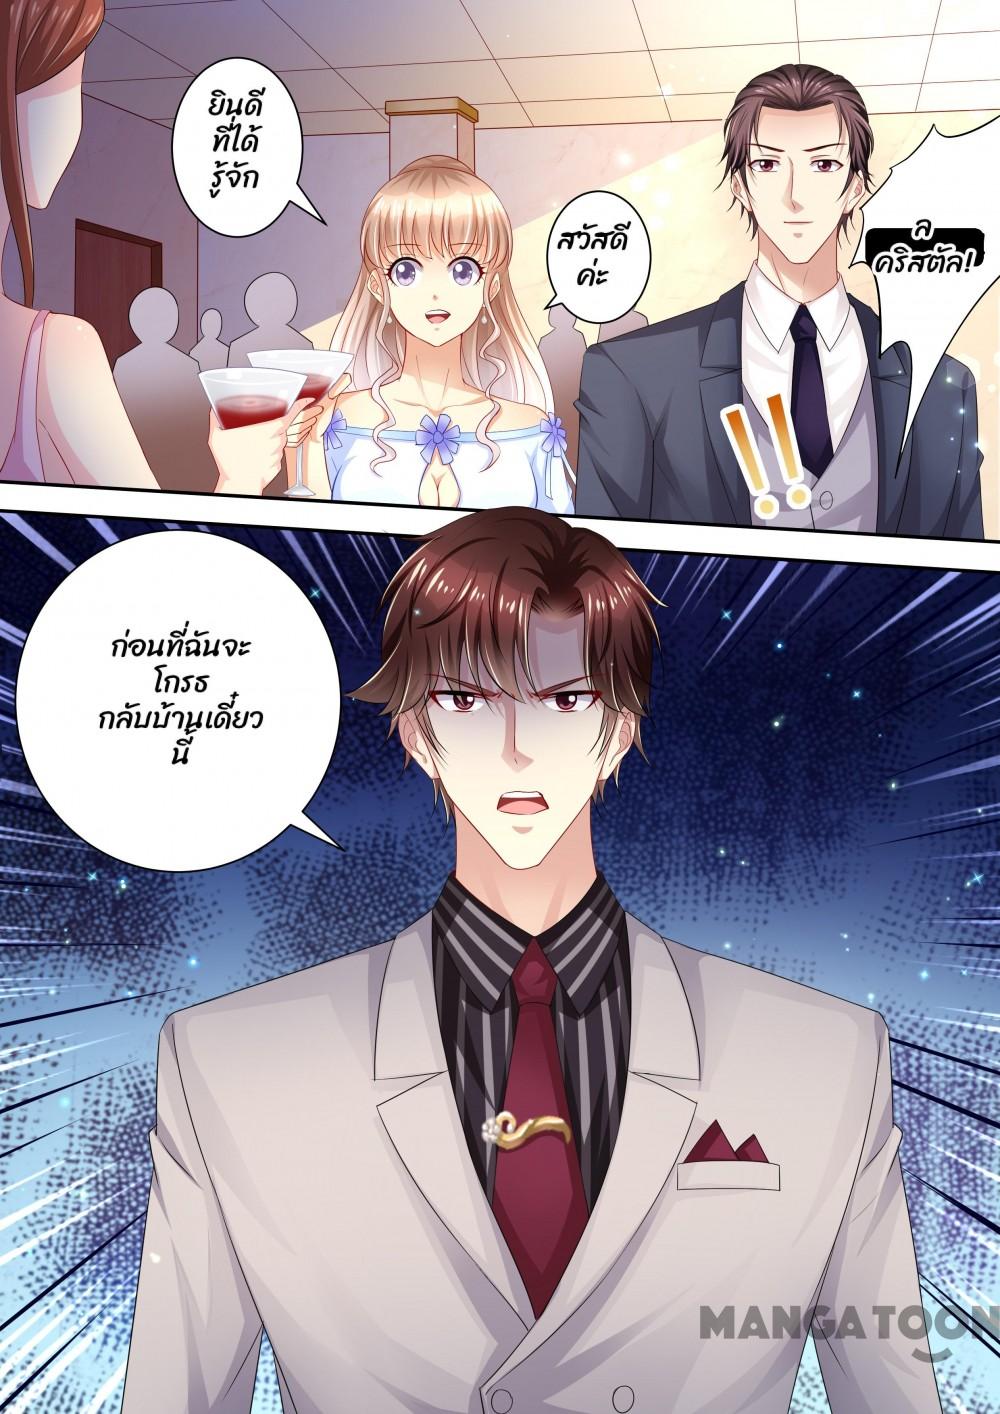 ยินดี
ที่ได้
รู้จัก
สวัสดี
ค่ะ
ล
คริสตัล!
!!
ก่อนที่ฉันจะ
โกรธ
กลับบ้านเดี๋ยว
นี้
MANGATOON